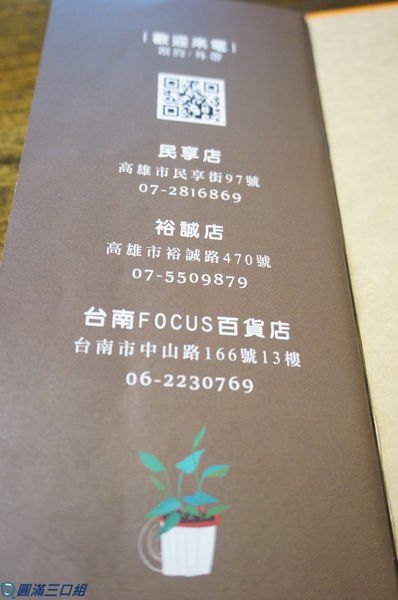 歡迎來電
預約/外帶
民享店
高雄市民享街97號
07-2816869
裕誠店
高雄市裕誠路470號
07-5509879
台南FOCUS百貨店
台南市中山路166號13樓
06-2230769
圓滿三口組